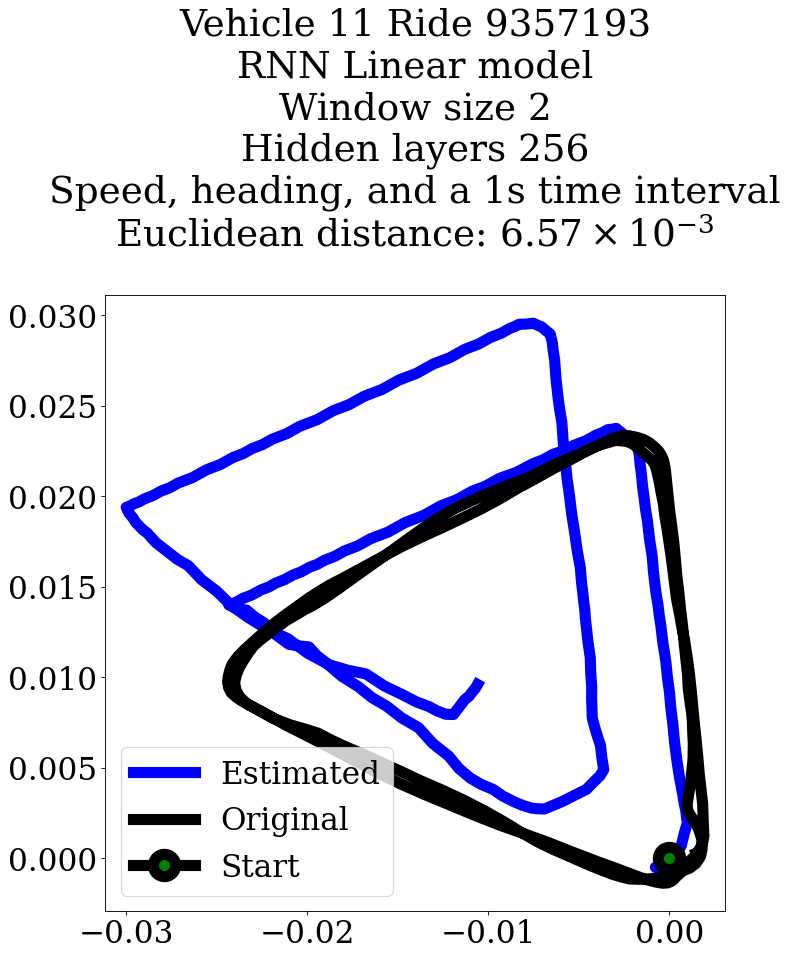 Vehicle 11 Ride 9357193
RNN Linear model
Window size 2
Hidden layers 256
Speed, heading, and a 1s time interval
Euclidean distance: 6.57 × 10⁻³
0.030
0.025
0.020
0.015
0.010
0.005
0.000
Estimated
Original
Start
−0.03 −0.02 −0.01 0.00